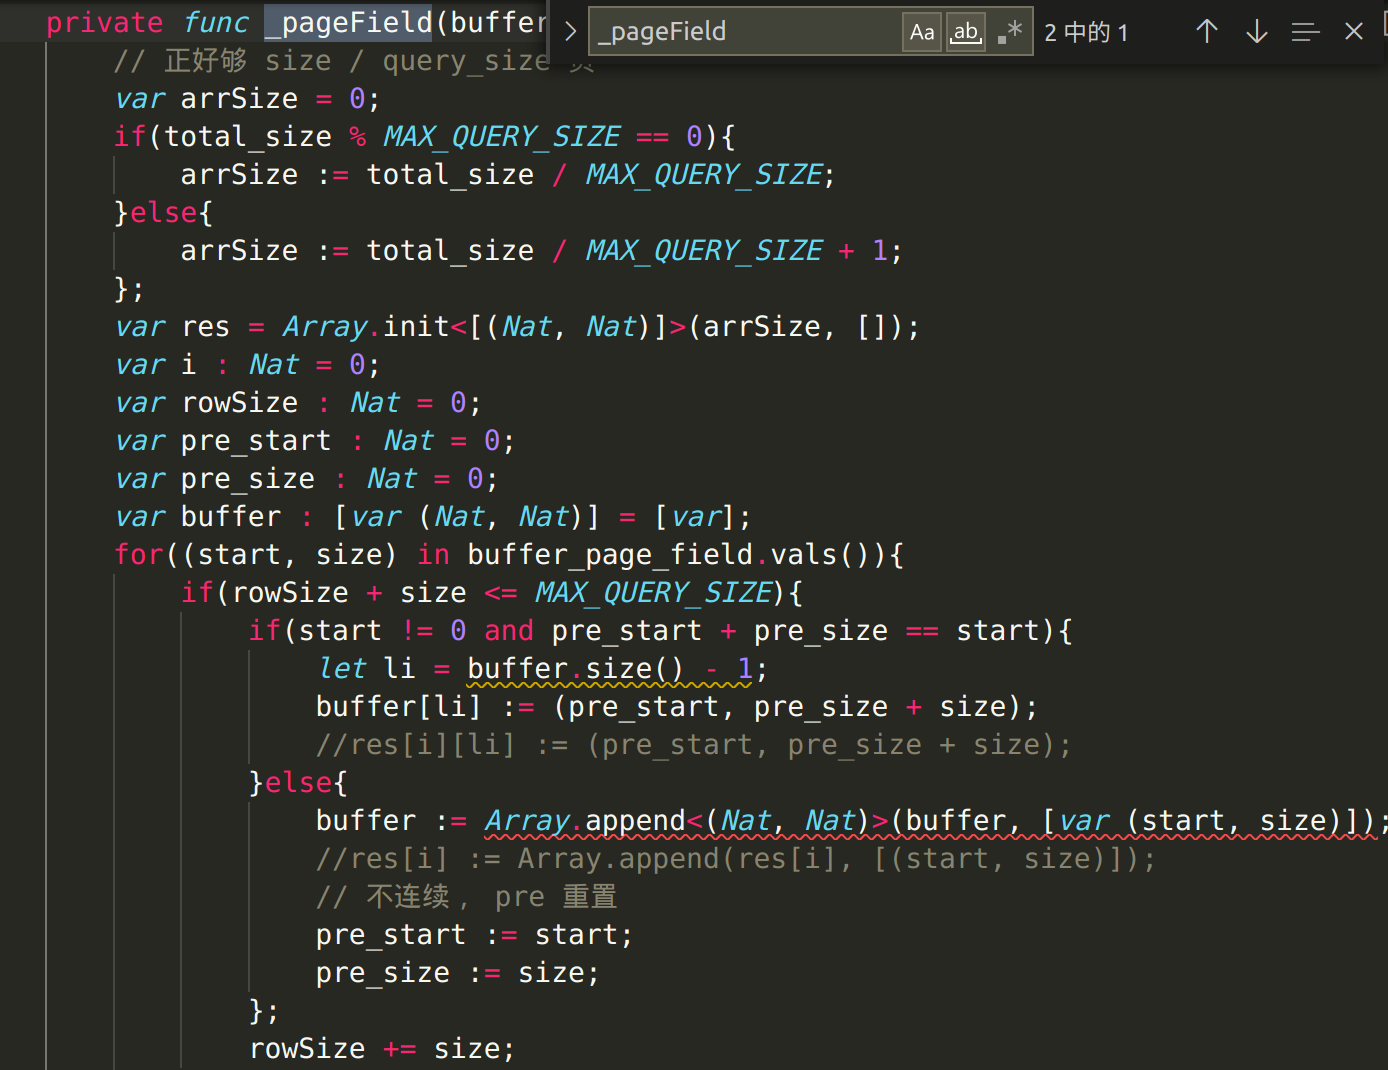 private func _pageField(buffer
_pageField Aa ab .* 2 中的 1
// 正好够 size / query_size 页
var arrSize = 0;
if(total_size % MAX_QUERY_SIZE == 0){
arrSize := total_size / MAX_QUERY_SIZE;
}else{
arrSize := total_size / MAX_QUERY_SIZE + 1;
};
var res = Array.init<[(Nat, Nat)]>(arrSize, []);
var i : Nat = 0;
var rowSize : Nat = 0;
var pre_start : Nat = 0;
var pre_size : Nat = 0;
var buffer : [var (Nat, Nat)] = [var];
for((start, size) in buffer_page_field.vals()){
if(rowSize + size <= MAX_QUERY_SIZE){
if(start != 0 and pre_start + pre_size == start){
let li = buffer.size() - 1;
buffer[li] := (pre_start, pre_size + size);
//res[i][li] := (pre_start, pre_size + size);
}else{
buffer := Array.append<(Nat, Nat)>(buffer, [var (start, size)]);
//res[i] := Array.append(res[i], [(start, size)]);
// 不连续， pre 重置
pre_start := start;
pre_size := size;
};
rowSize += size;